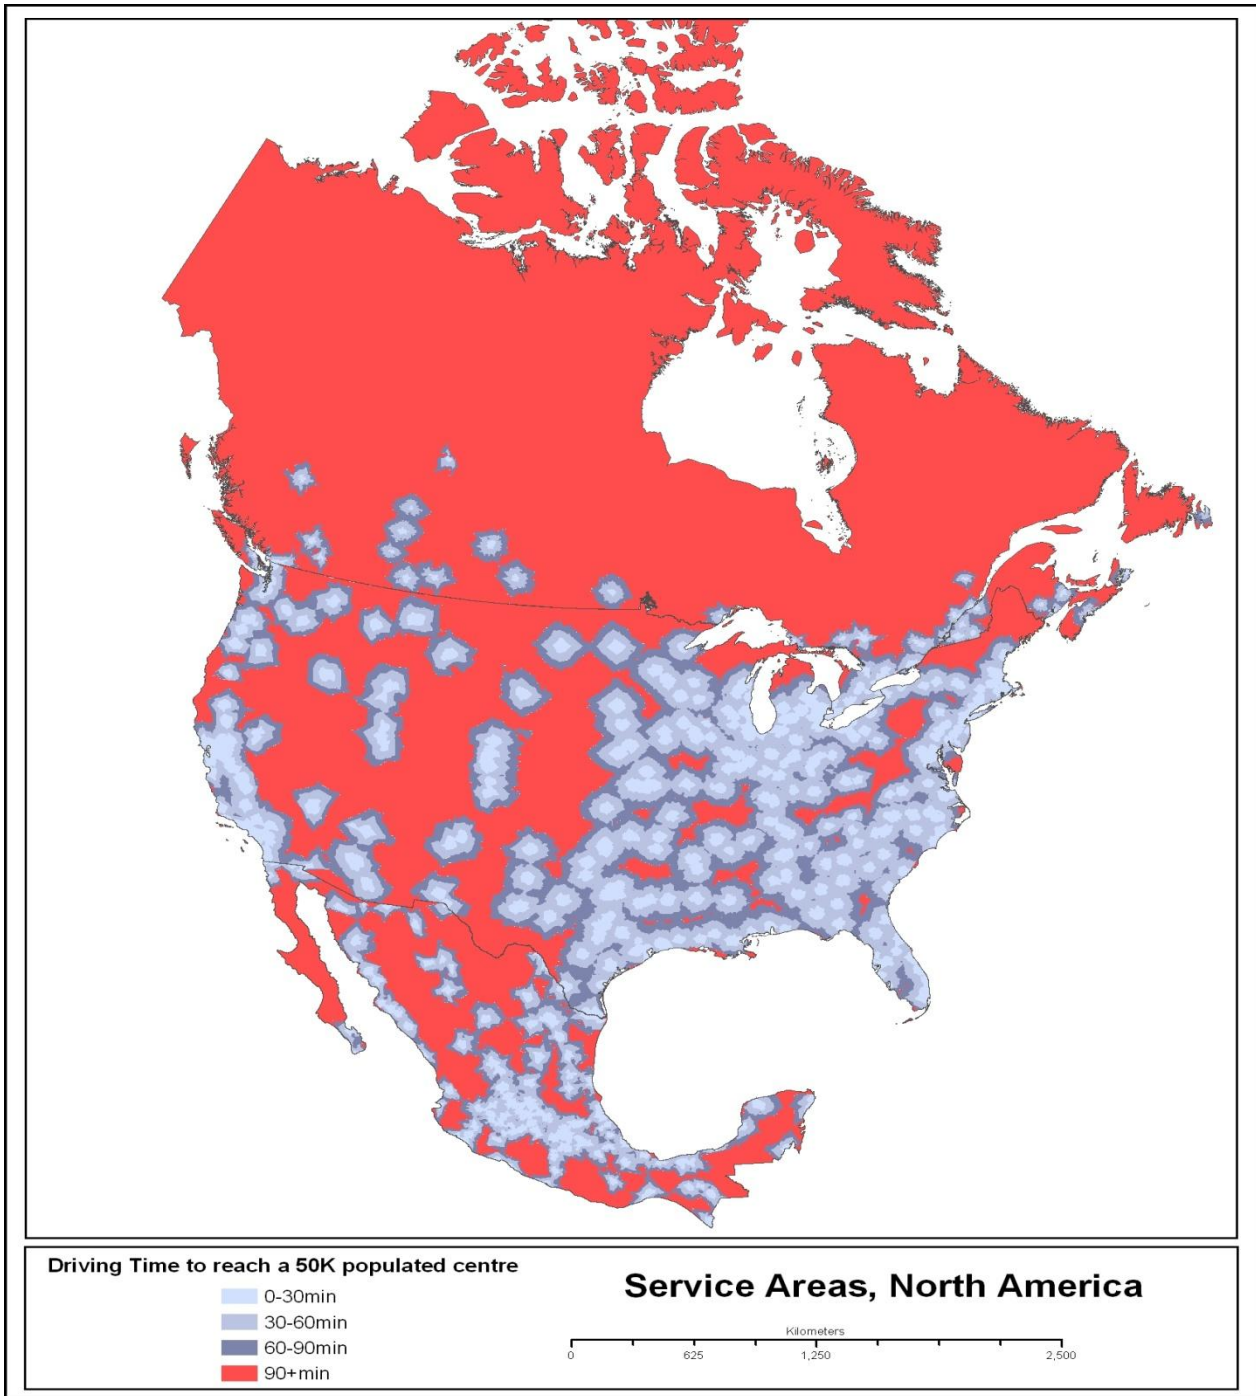 Driving Time to reach a 50K populated centre
0-30min
30-60min
60-90min
90+min
Service Areas, North America
Kilometers
0 625 1,250 2,500